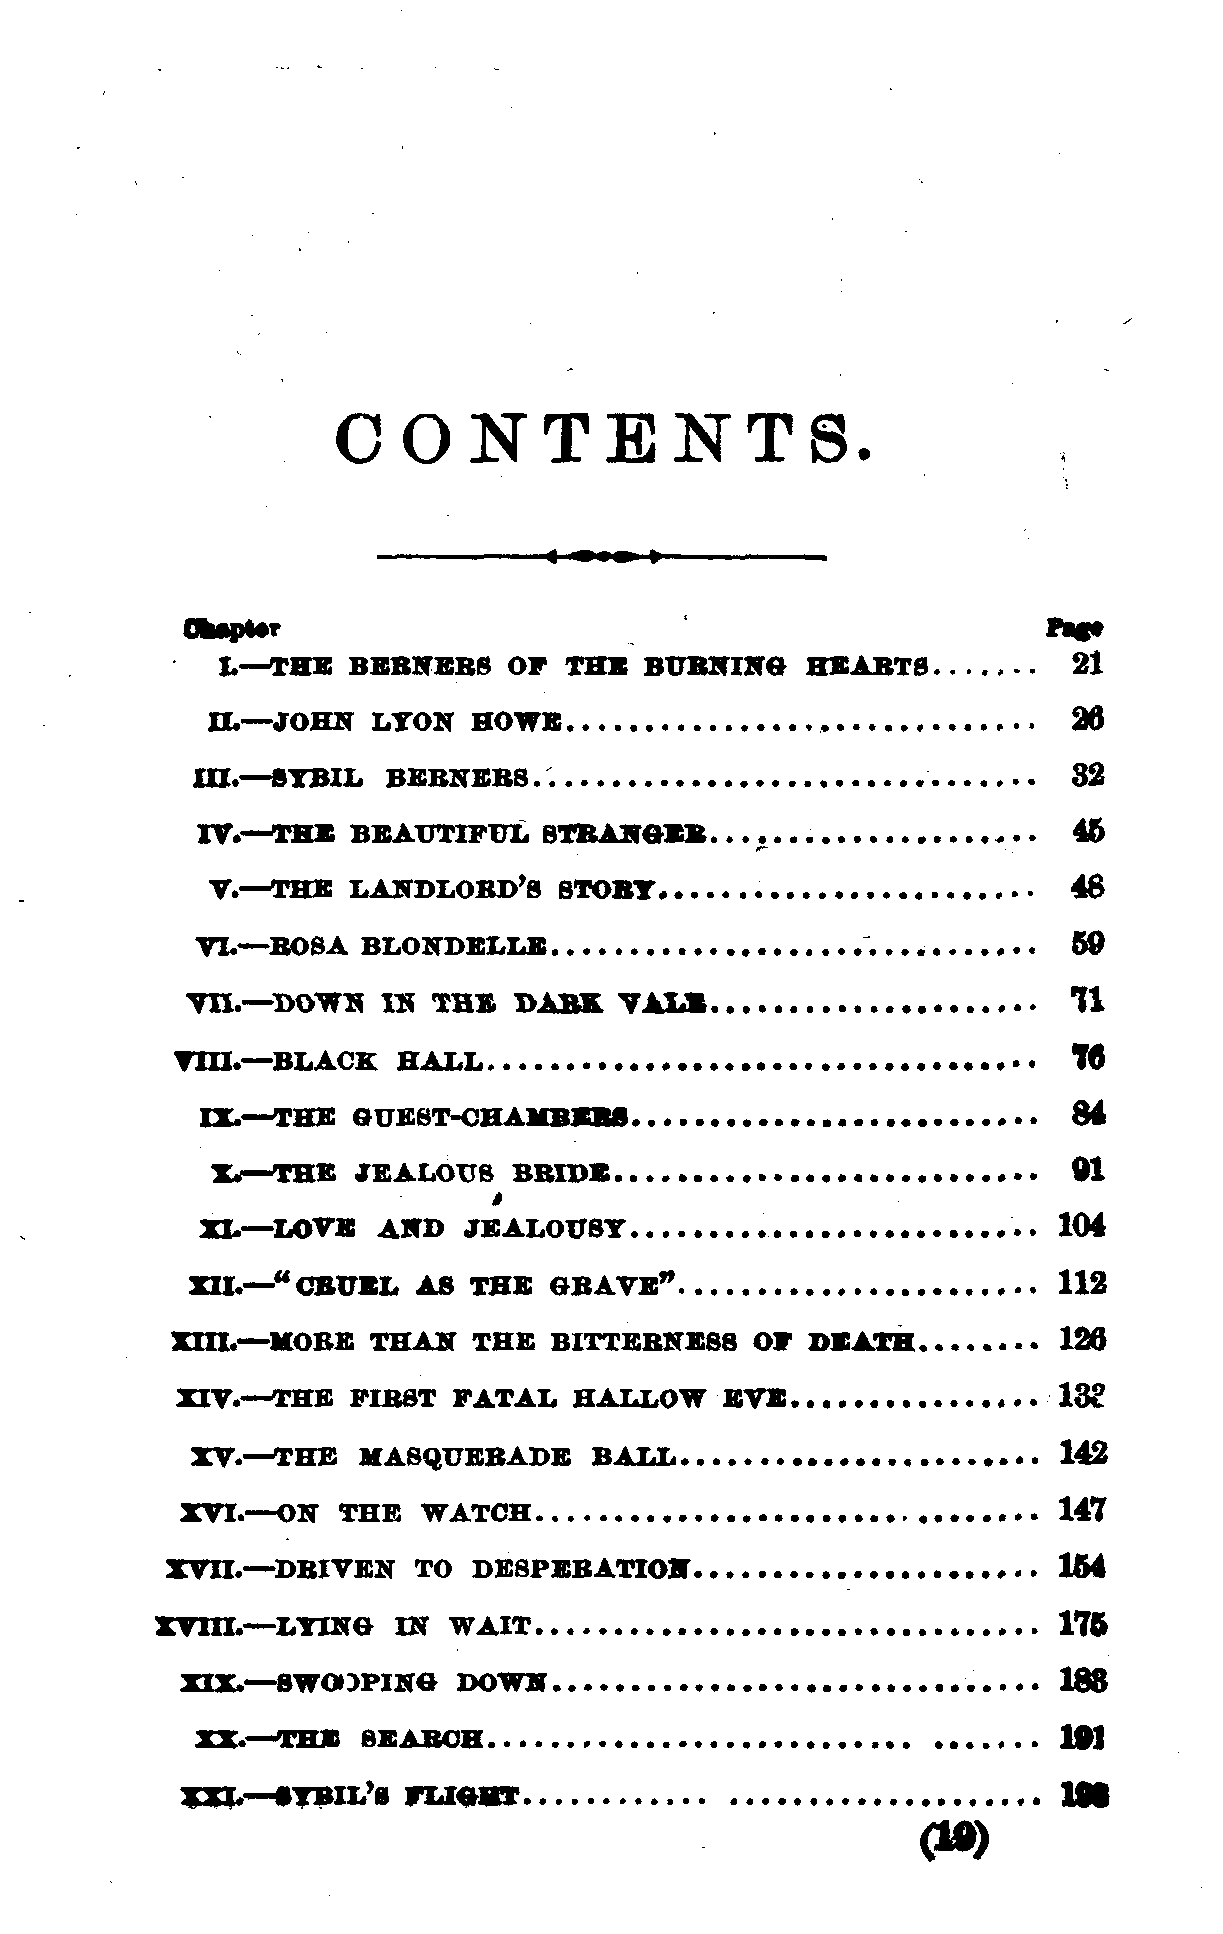 CONTENTS.
Chapter Page
I.—THE BERNERS OF THE BURNING HEARTS....... 21
II.—JOHN LYON HOWE.............................. 26
III.—SYBIL BERNERS................................ 32
IV.—THE BEAUTIFUL STRANGER..................... 45
V.—THE LANDLORD'S STORY........................ 48
VI.—ROSA BLONDELLE............................... 59
VII.—DOWN IN THE DARK VALE..................... 71
VIII.—BLACK HALL................................... 76
IX.—THE GUEST-CHAMBERS.......................... 84
X.—THE JEALOUS BRIDE........................... 91
XI.—LOVE AND JEALOUSY.......................... 104
XII.—“CRUEL AS THE GRAVE”....................... 112
XIII.—MORE THAN THE BITTERNESS OF DEATH........ 126
XIV.—THE FIRST FATAL HALLOW EVE................ 132
XV.—THE MASQUERADE BALL....................... 142
XVI.—ON THE WATCH................................ 147
XVII.—DRIVEN TO DESPERATION...................... 154
XVIII.—LYING IN WAIT................................ 175
XIX.—SWOOPING DOWN............................... 183
XX.—THE SEARCH................................... 191
XXI.—SYBIL'S FLIGHT................................
(19)